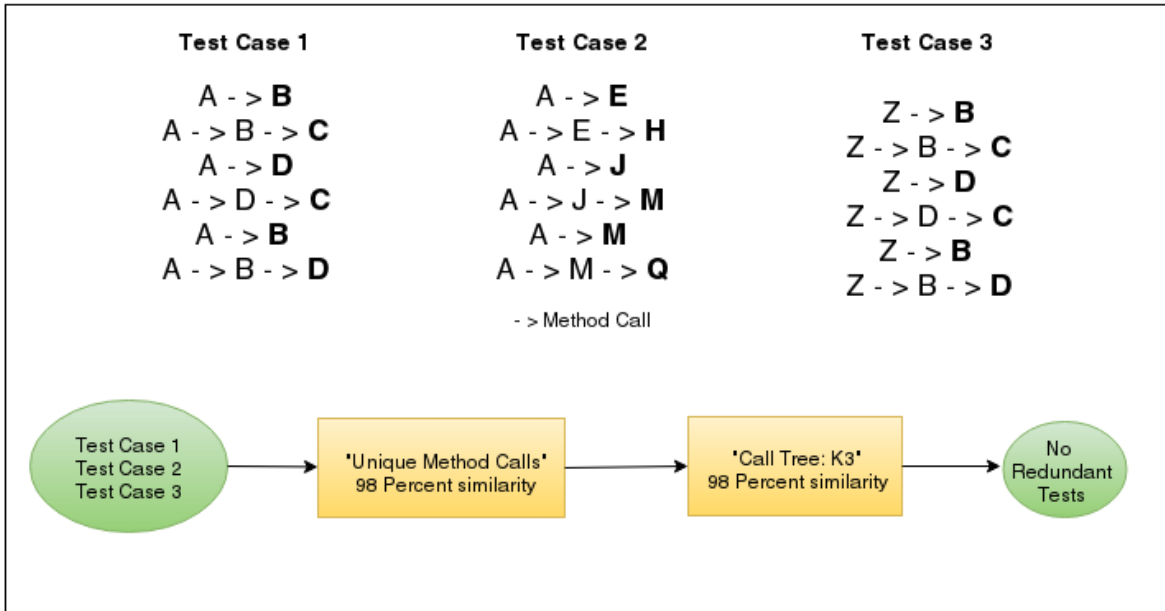 Test Case 1
A - > B
A - > B - > C
A - > D
A - > D - > C
A - > B
A - > B - > D
Test Case 2
A - > E
A - > E - > H
A - > J
A - > J - > M
A - > M
A - > M - > Q
- > Method Call
Test Case 3
Z - > B
Z - > B - > C
Z - > D
Z - > D - > C
Z - > B
Z - > B - > D
Test Case 1
Test Case 2
Test Case 3
"Unique Method Calls"
98 Percent similarity
"Call Tree: K3"
98 Percent similarity
No
Redundant
Tests